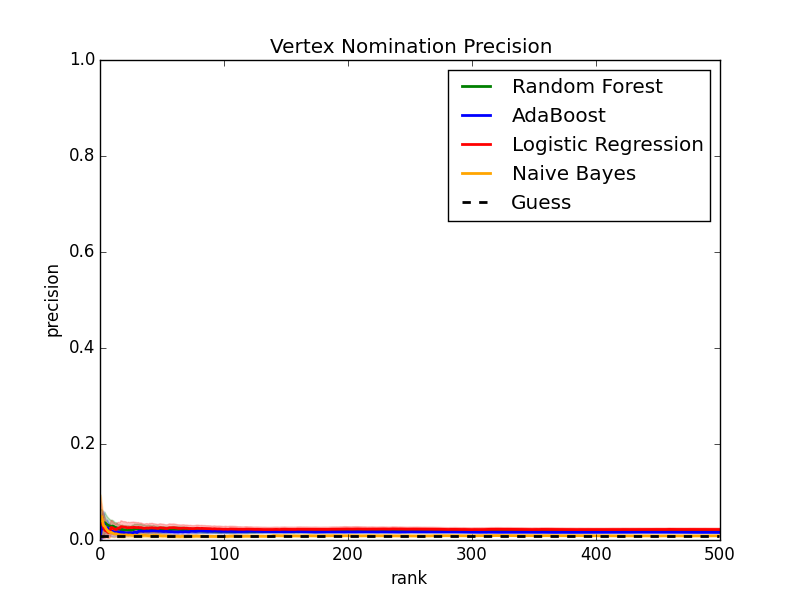 Vertex Nomination Precision
1.0
0.8
0.6
0.4
0.2
0.0
precision
Random Forest
AdaBoost
Logistic Regression
Naive Bayes
Guess
0 100 200 300 400 500
rank